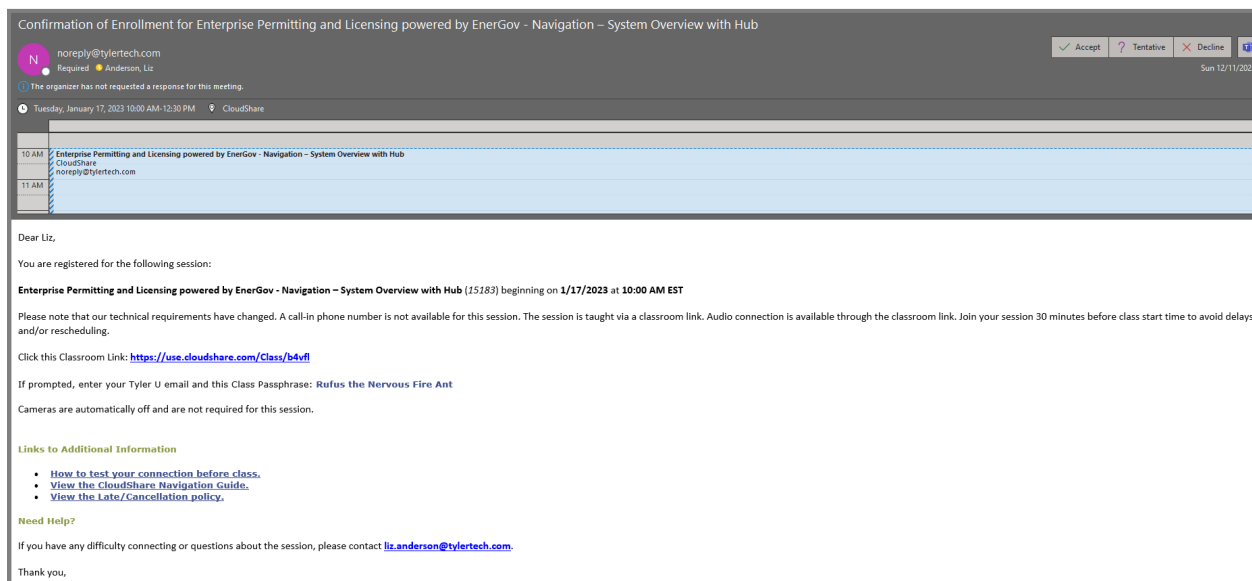 Confirmation of Enrollment for Enterprise Permitting and Licensing powered by EnerGov - Navigation – System Overview with Hub
N
noreply@tylertech.com
Required Anderson, Liz
Accept ? Tentative Decline
Sun 12/11/202
The organizer has not requested a response for this meeting.
Tuesday, January 17, 2023 10:00 AM-12:30 PM CloudShare
10 AM Enterprise Permitting and Licensing powered by EnerGov - Navigation – System Overview with Hub
CloudShare
noreply@tylertech.com
11 AM
Dear Liz,
You are registered for the following session:
Enterprise Permitting and Licensing powered by EnerGov - Navigation – System Overview with Hub (15183) beginning on 1/17/2023 at 10:00 AM EST
Please note that our technical requirements have changed. A call-in phone number is not available for this session. The session is taught via a classroom link. Audio connection is available through the classroom link. Join your session 30 minutes before class start time to avoid delays
and/or rescheduling.
Click this Classroom Link: https://use.cloudshare.com/Class/b4vfl
If prompted, enter your Tyler U email and this Class Passphrase: Rufus the Nervous Fire Ant
Cameras are automatically off and are not required for this session.
Links to Additional Information
• How to test your connection before class.
• View the CloudShare Navigation Guide.
• View the Late/Cancellation policy.
Need Help?
If you have any difficulty connecting or questions about the session, please contact liz.anderson@tylertech.com.
Thank you,